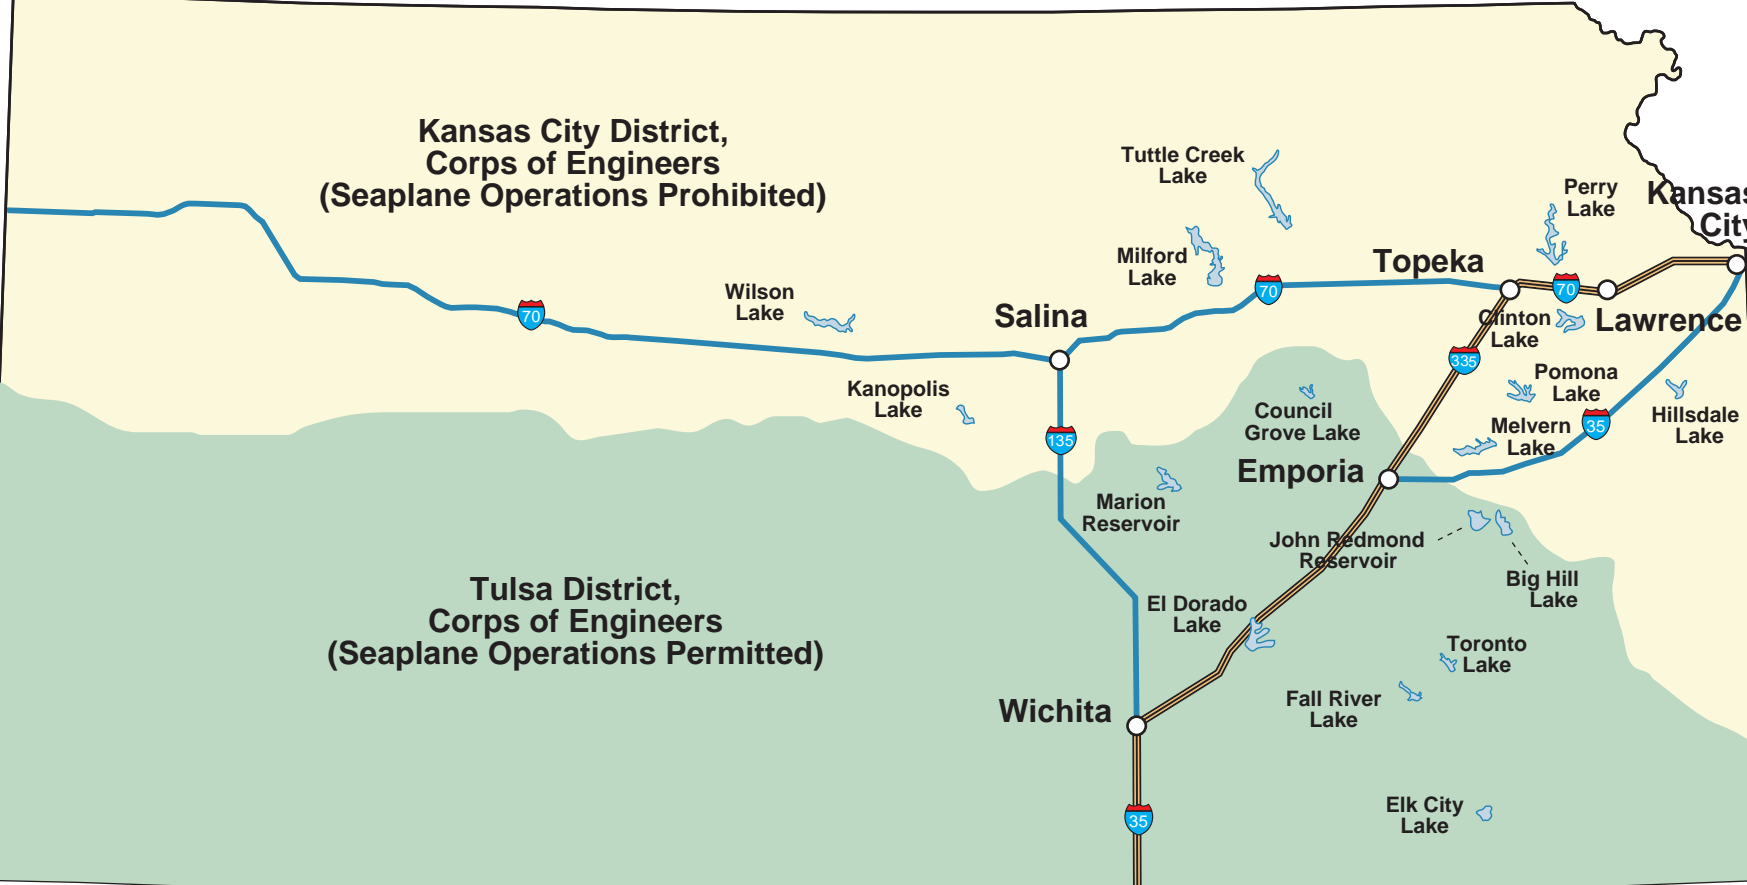 Kansas City District,
Corps of Engineers
(Seaplane Operations Prohibited)
Tuttle Creek
Lake
Perry
Lake
Kansas
City
Milford
Lake
Topeka
70
70
Wilson
Lake
70
Salina
Clinton
Lake
Lawrence
335
Kanopolis
Lake
Pomona
Lake
Council
Grove Lake
Hillsdale
Lake
35
Melvern
Lake
135
Emporia
Marion
Reservoir
John Redmond
Reservoir
Big Hill
Lake
Tulsa District,
Corps of Engineers
(Seaplane Operations Permitted)
El Dorado
Lake
Toronto
Lake
Fall River
Lake
Wichita
Elk City
Lake
35